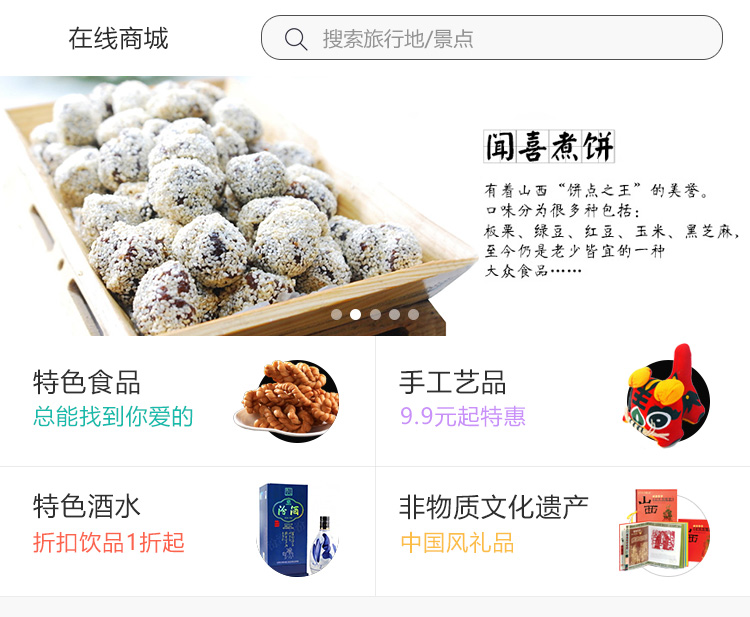 在线商城
搜索旅行地/景点
闻喜煮饼
有着山西“饼点之王”的美誉。
口味分为很多种包括：
板栗、绿豆、红豆、玉米、黑芝麻，
至今仍是老少皆宜的一种
大众食品……
特色食品
总能找到你爱的
手工艺品
9.9元起特惠
特色酒水
折扣饮品1折起
汾酒
非物质文化遗产
中国风礼品
山西